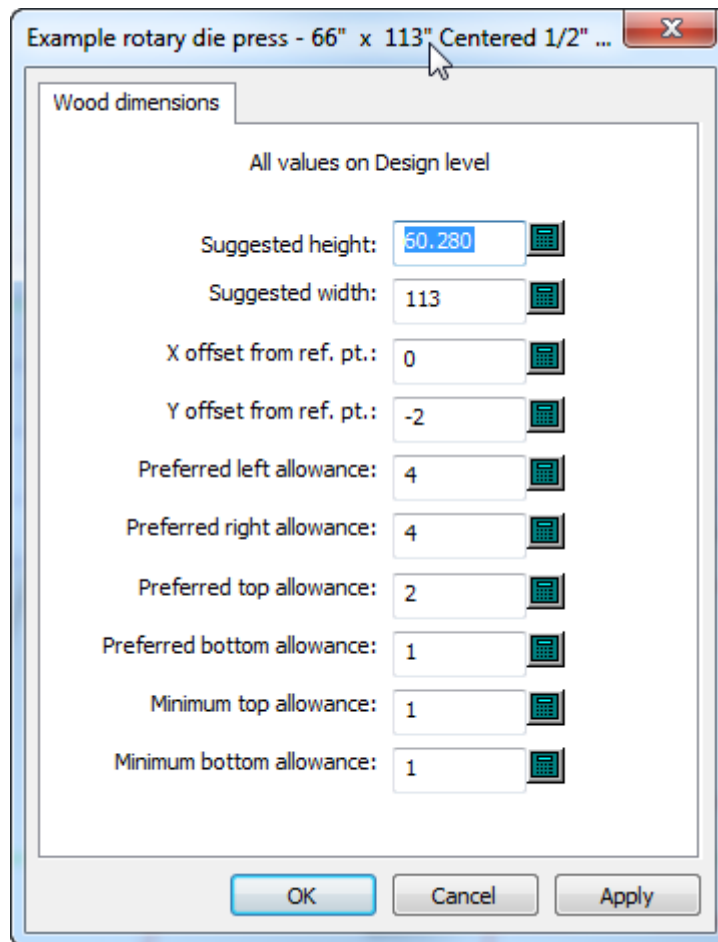 Example rotary die press - 66" x 113" Centered 1/2" ...
Wood dimensions
All values on Design level
Suggested height: 60.280
Suggested width: 113
X offset from ref. pt.: 0
Y offset from ref. pt.: -2
Preferred left allowance: 4
Preferred right allowance: 4
Preferred top allowance: 2
Preferred bottom allowance: 1
Minimum top allowance: 1
Minimum bottom allowance: 1
OK Cancel Apply